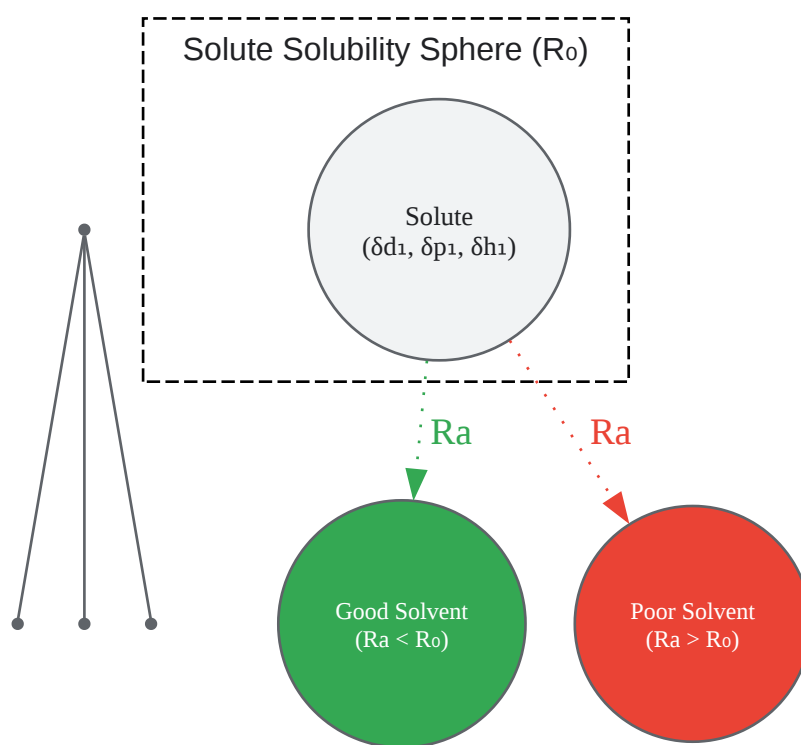 Solute Solubility Sphere (R₀)
Solute
(δd₁, δp₁, δh₁)
Ra
Ra
Good Solvent
(Ra < R₀)
Poor Solvent
(Ra > R₀)